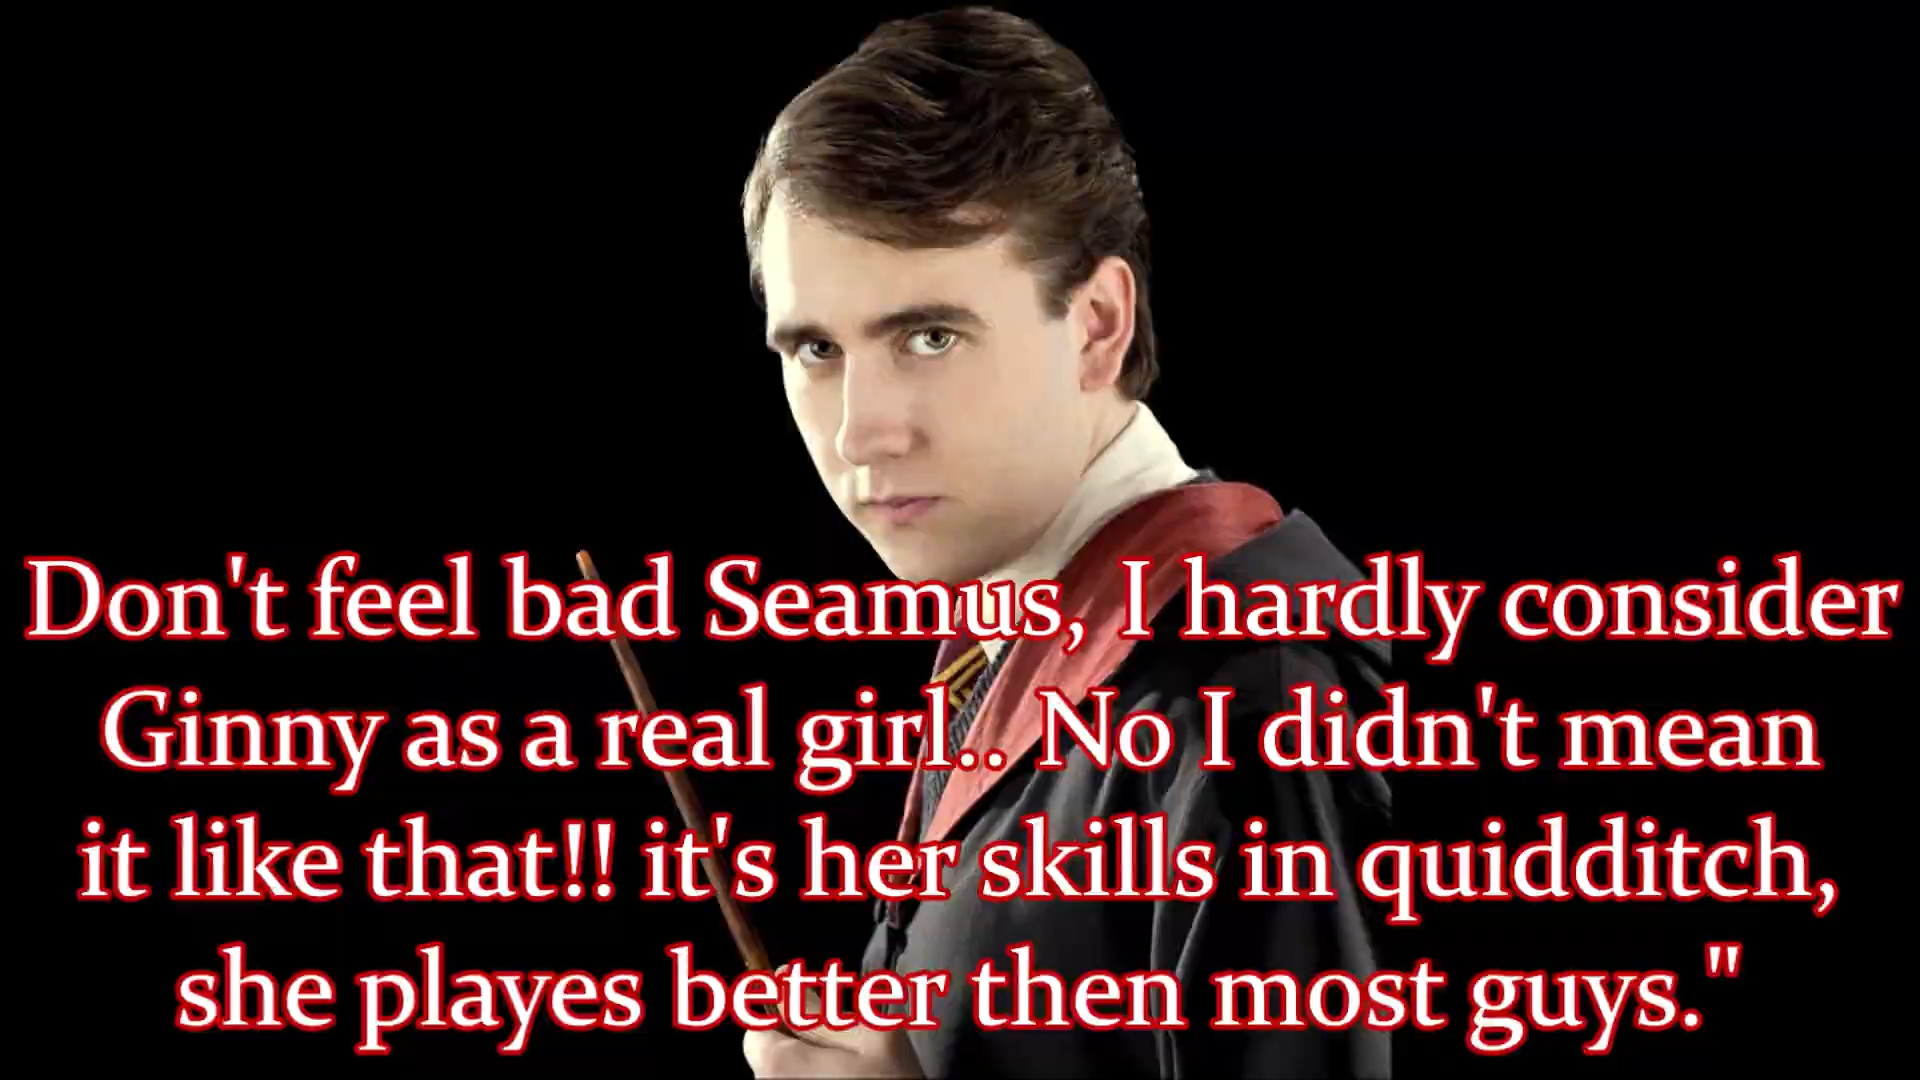 Don't feel bad Seamus, I hardly consider
Ginny as a real girl.. No I didn't mean
it like that!! it's her skills in quidditch,
she playes better then most guys."